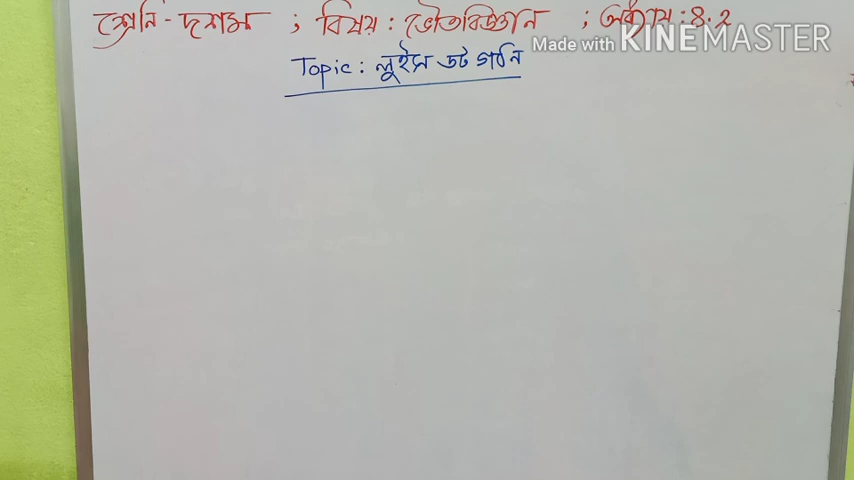 শ্রেনি - দশম ; বিষয় : ভৌতবিজ্ঞান ; অধ্যায় : ৪.২
Made with KINEMASTER
Topic : লুইস ডট গঠন